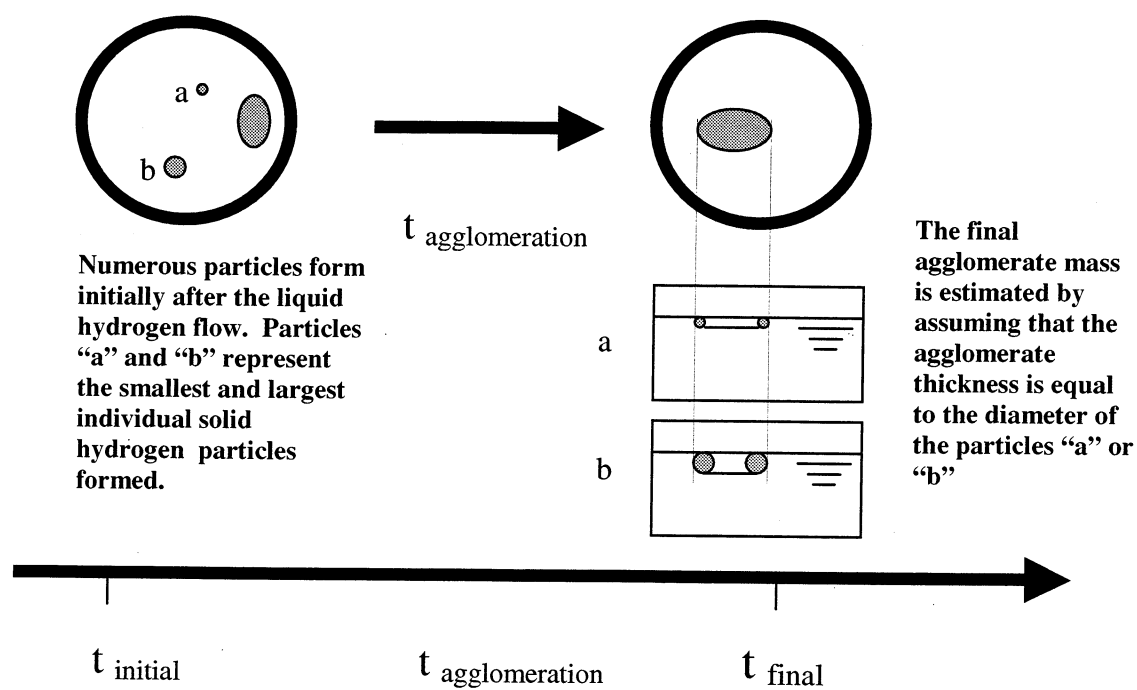 a
b
t agglomeration
Numerous particles form
initially after the liquid
hydrogen flow. Particles
“a” and “b” represent
the smallest and largest
individual solid
hydrogen particles
formed.
a
b
The final
agglomerate mass
is estimated by
assuming that the
agglomerate
thickness is equal
to the diameter of
the particles “a” or
“b”
t initial
t agglomeration
t final